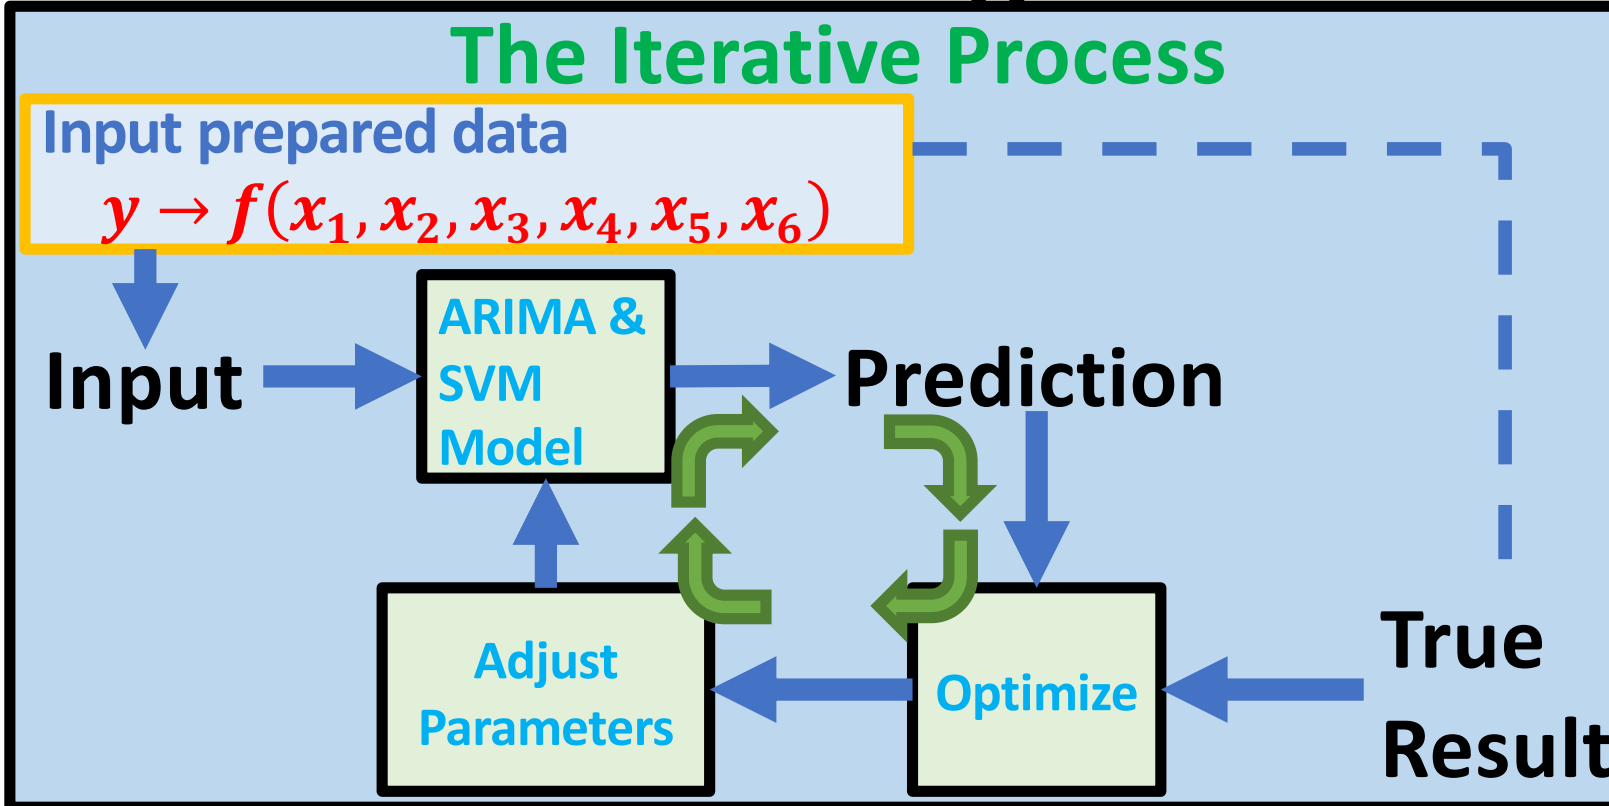 The Iterative Process
Input prepared data
y → f(x₁, x₂, x₃, x₄, x₅, x₆)
ARIMA &
SVM
Model
Input
Prediction
Adjust
Parameters
Optimize
True
Result